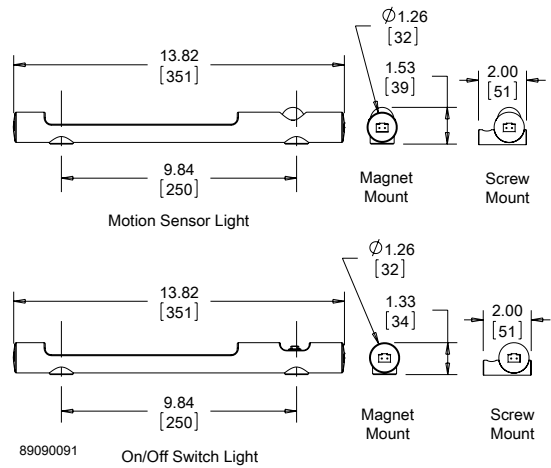 ∅1.26
[32]
13.82
[351]
1.53
[39]
2.00
[51]
9.84
[250]
Magnet
Mount
Screw
Mount
Motion Sensor Light
∅1.26
[32]
13.82
[351]
1.33
[34]
2.00
[51]
9.84
[250]
Magnet
Mount
Screw
Mount
89090091
On/Off Switch Light